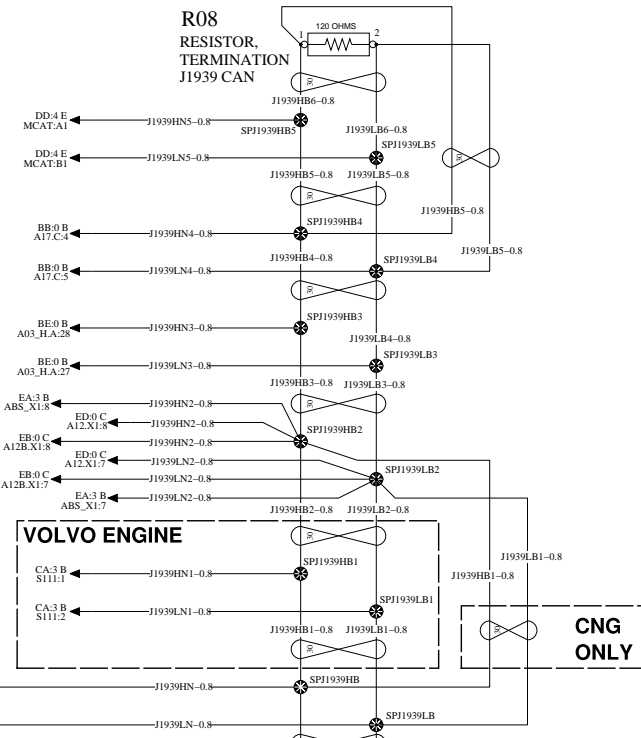 R08
RESISTOR,
TERMINATION
J1939 CAN
120 OHMS
1
2
30
J1939HB6-0.8
DD:4 E
MCAT:A1
J1939HN5-0.8
SPJ1939HB5
J1939LB6-0.8
SPJ1939LB5
DD:4 E
MCAT:B1
J1939LN5-0.8
30
J1939HB5-0.8
J1939LB5-0.8
30
J1939HB5-0.8
SPJ1939HB4
BB:0 B
A17.C:4
J1939HN4-0.8
J1939LB5-0.8
J1939HB4-0.8
SPJ1939LB4
BB:0 B
A17.C:5
J1939LN4-0.8
30
SPJ1939HB3
BE:0 B
A03_H.A:28
J1939HN3-0.8
J1939LB4-0.8
SPJ1939LB3
BE:0 B
A03_H.A:27
J1939LN3-0.8
J1939HB3-0.8
J1939LB3-0.8
30
EA:3 B
ABS_X1:8
J1939HN2-0.8
ED:0 C
A12.X1:8
J1939HN2-0.8
SPJ1939HB2
EB:0 C
A12B.X1:8
J1939HN2-0.8
ED:0 C
A12.X1:7
J1939LN2-0.8
SPJ1939LB2
EB:0 C
A12B.X1:7
J1939LN2-0.8
EA:3 B
ABS_X1:7
J1939LN2-0.8
J1939HB2-0.8
J1939LB2-0.8
VOLVO ENGINE
30
SPJ1939HB1
J1939LB1-0.8
CA:3 B
S111:1
J1939HN1-0.8
J1939HB1-0.8
SPJ1939LB1
CA:3 B
S111:2
J1939LN1-0.8
J1939HB1-0.8
J1939LB1-0.8
30
30
CNG
ONLY
J1939HN-0.8
SPJ1939HB
J1939LN-0.8
SPJ1939LB